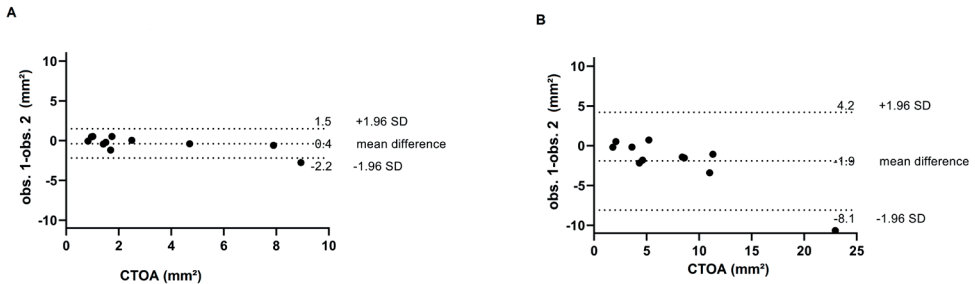 A
obs. 1-obs. 2 (mm²)
10
5
0
-5
-10
1.5 +1.96 SD
-0.4 mean difference
-2.2 -1.96 SD
0 2 4 6 8 10
CTOA (mm²)
B
obs. 1-obs. 2 (mm²)
10
5
0
-5
-10
4.2 +1.96 SD
-1.9 mean difference
-8.1 -1.96 SD
0 5 10 15 20 25
CTOA (mm²)